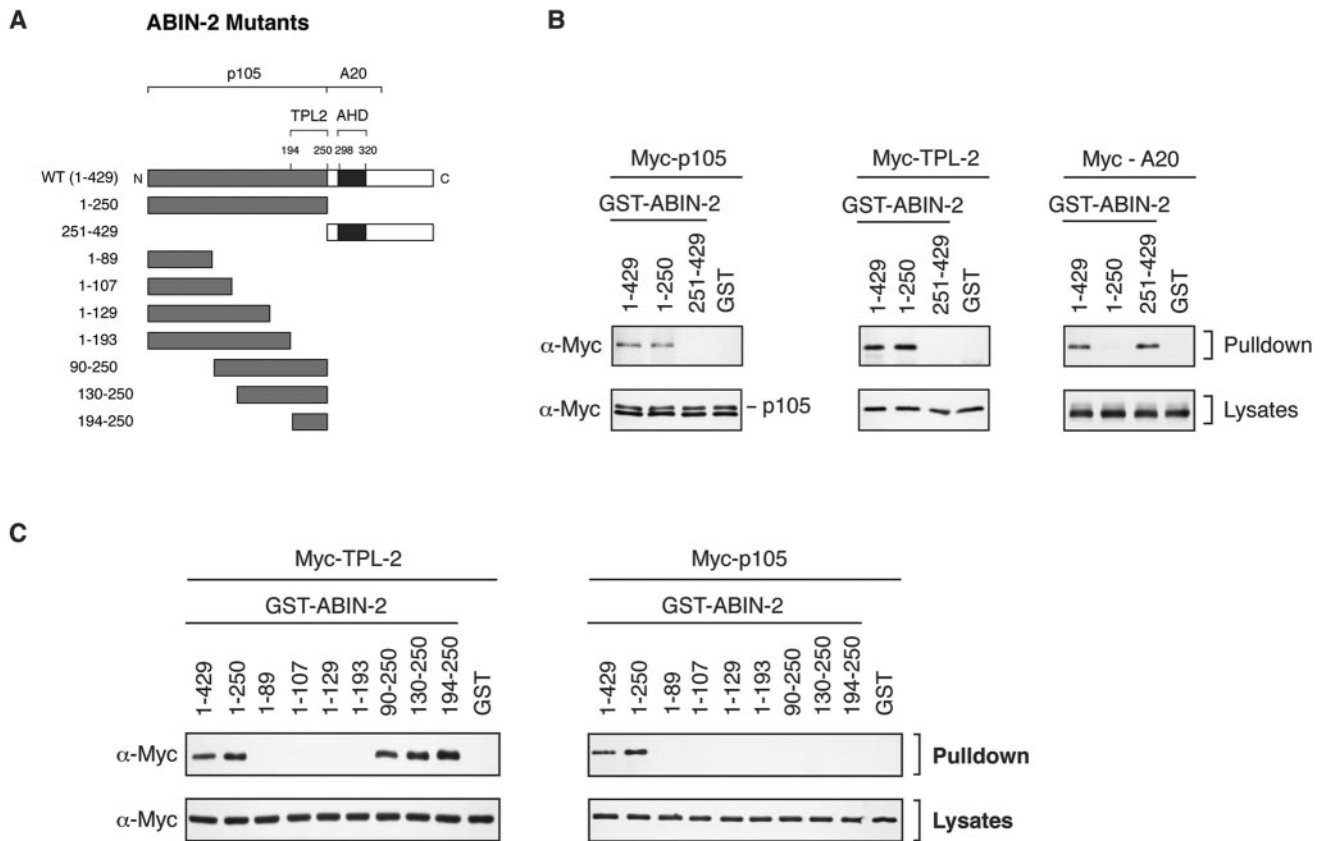 A
ABIN-2 Mutants
p105 A20
TPL2 AHD
194 250 298 320
WT (1-429) N C
1-250
251-429
1-89
1-107
1-129
1-193
90-250
130-250
194-250
B
Myc-p105 Myc-TPL-2 Myc - A20
GST-ABIN-2 GST-ABIN-2 GST-ABIN-2
1-429 1-250 251-429 GST 1-429 1-250 251-429 GST 1-429 1-250 251-429 GST
α-Myc α-Myc Pulldown
α-Myc – p105 α-Myc Lysates
C
Myc-TPL-2 Myc-p105
GST-ABIN-2 GST-ABIN-2
1-429 1-250 1-89 1-107 1-129 1-193 90-250 130-250 194-250 GST 1-429 1-250 1-89 1-107 1-129 1-193 90-250 130-250 194-250 GST
α-Myc Pulldown
α-Myc Lysates